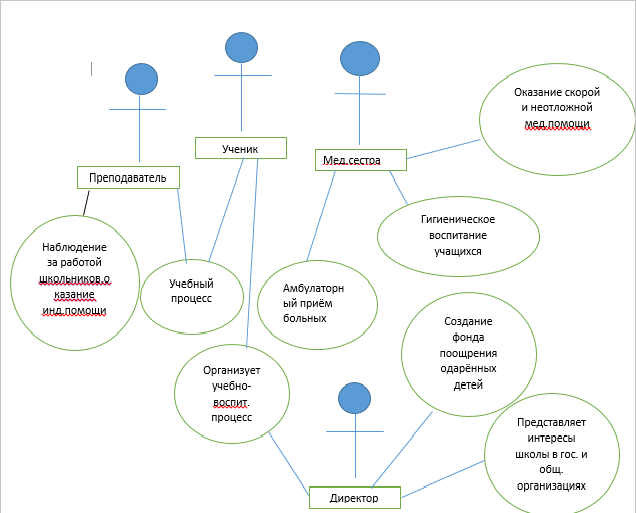 Преподаватель
Ученик
Мед.сестра
Оказание скорой
и неотложной
мед.помощи
Наблюдение
за работой
школьников,о
казание
инд.помощи
Учебный
процесс
Амбулаторн
ый приём
больных
Гигиеническое
воспитание
учащихся
Организует
учебно-
воспит.
процесс
Создание
фонда
поощрения
одарённых
детей
Представляет
интересы
школы в гос. и
общ.
организациях
Директор